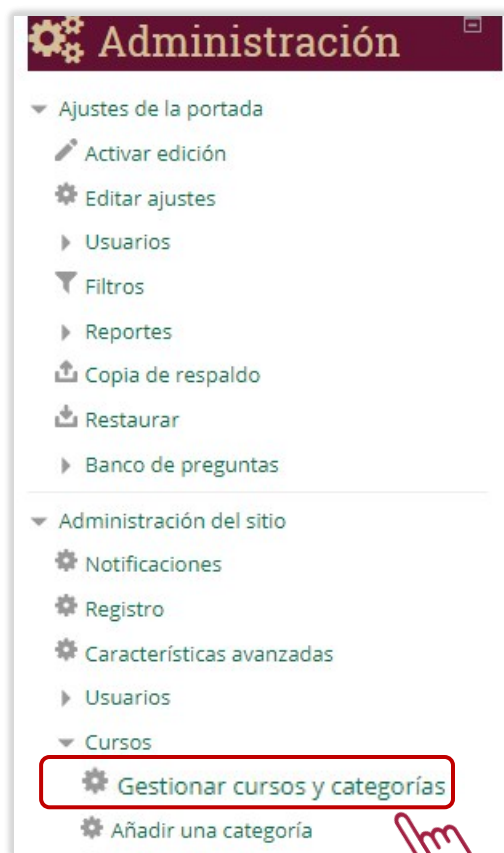 Administración
Ajustes de la portada
Activar edición
Editar ajustes
Usuarios
Filtros
Reportes
Copia de respaldo
Restaurar
Banco de preguntas
Administración del sitio
Notificaciones
Registro
Características avanzadas
Usuarios
Cursos
Gestionar cursos y categorías
Añadir una categoría